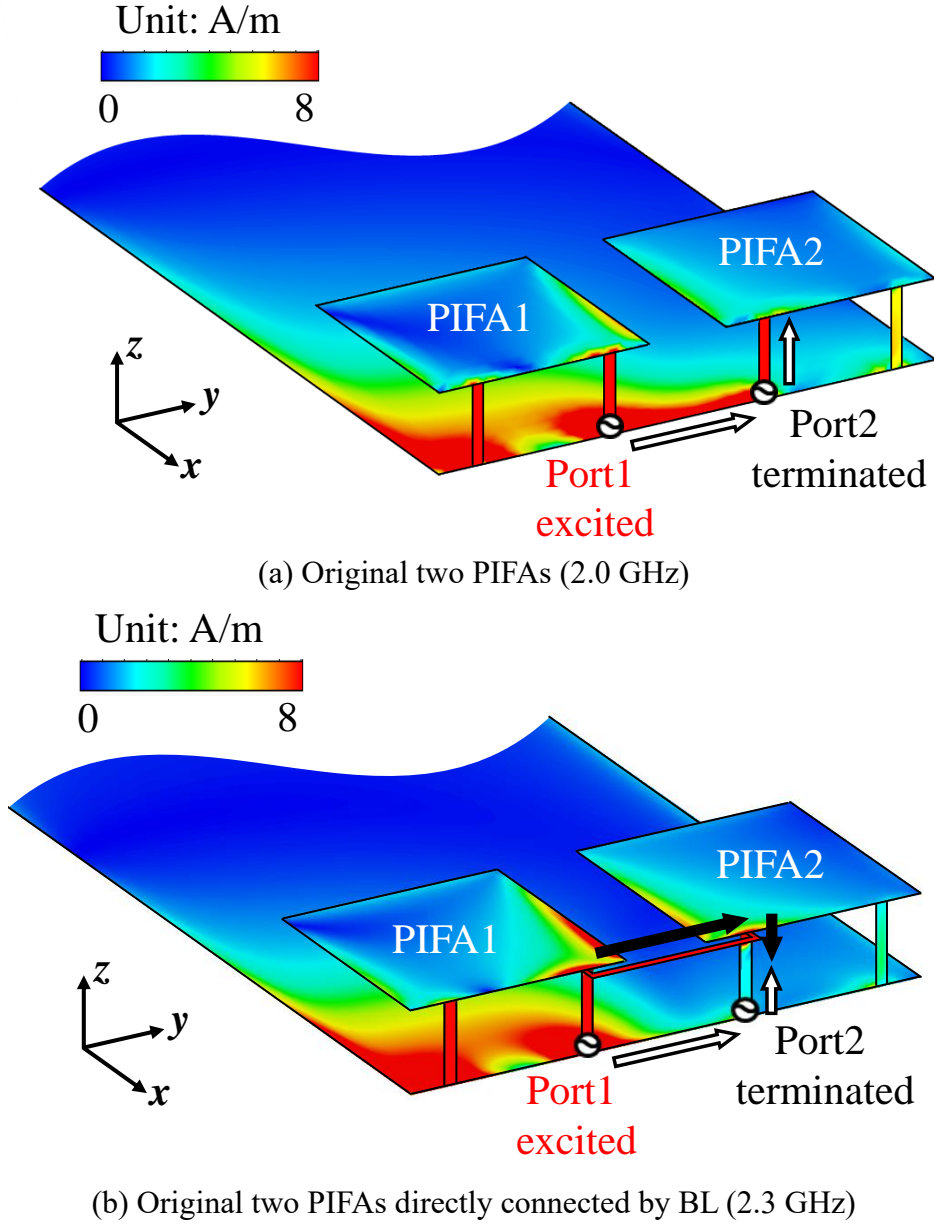 Unit: A/m
0 8
PIFA1
PIFA2
z
y
x
Port1
excited
Port2
terminated
(a) Original two PIFAs (2.0 GHz)
Unit: A/m
0 8
PIFA1
PIFA2
z
y
x
Port1
excited
Port2
terminated
(b) Original two PIFAs directly connected by BL (2.3 GHz)